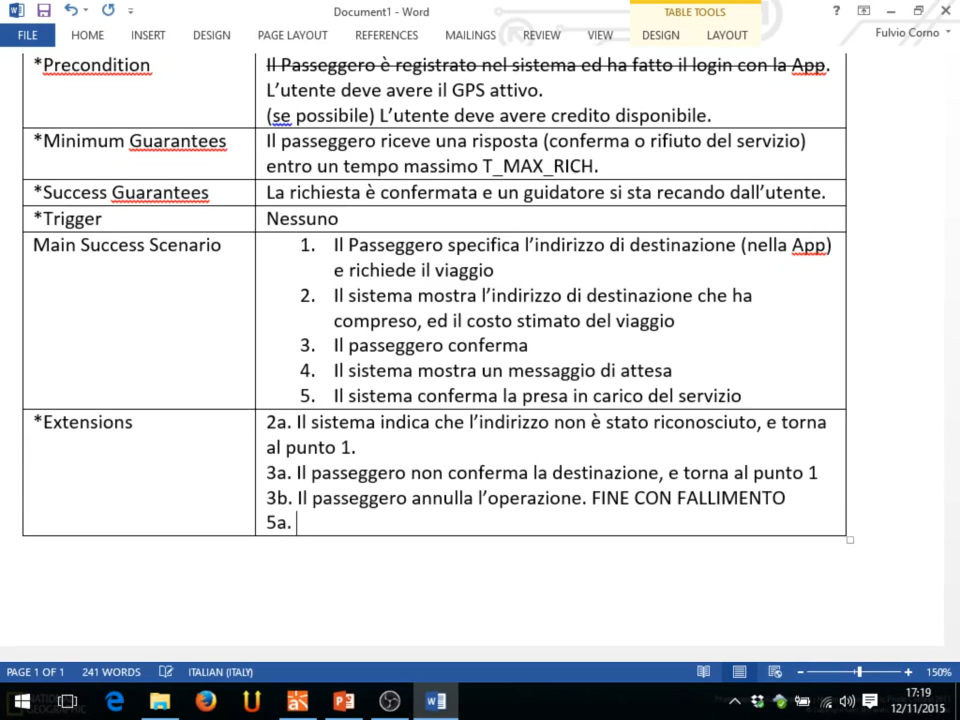 Document1 - Word
TABLE TOOLS
?
FILE
HOME
INSERT
DESIGN
PAGE LAYOUT
REFERENCES
MAILINGS
REVIEW
VIEW
DESIGN
LAYOUT
Fulvio Corno
*Precondition
Il Passeggero è registrato nel sistema ed ha fatto il login con la App.
L'utente deve avere il GPS attivo.
(se possibile) L'utente deve avere credito disponibile.
*Minimum Guarantees
Il passeggero riceve una risposta (conferma o rifiuto del servizio)
entro un tempo massimo T_MAX_RICH.
*Success Guarantees
La richiesta è confermata e un guidatore si sta recando dall'utente.
*Trigger
Nessuno
Main Success Scenario
1. Il Passeggero specifica l'indirizzo di destinazione (nella App)
e richiede il viaggio
2. Il sistema mostra l'indirizzo di destinazione che ha
compreso, ed il costo stimato del viaggio
3. Il passeggero conferma
4. Il sistema mostra un messaggio di attesa
5. Il sistema conferma la presa in carico del servizio
*Extensions
2a. Il sistema indica che l'indirizzo non è stato riconosciuto, e torna
al punto 1.
3a. Il passeggero non conferma la destinazione, e torna al punto 1
3b. Il passeggero annulla l'operazione. FINE CON FALLIMENTO
5a.
PAGE 1 OF 1
241 WORDS
ITALIAN (ITALY)
150%
17:19
12/11/2015